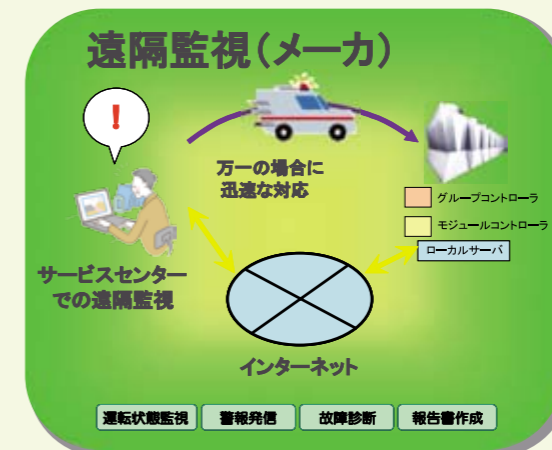 遠隔監視(メーカ)
!
万一の場合に
迅速な対応
グループコントローラ
モジュールコントローラ
ローカルサーバ
サービスセンター
での遠隔監視
インターネット
運転状態監視
警報発信
故障診断
報告書作成